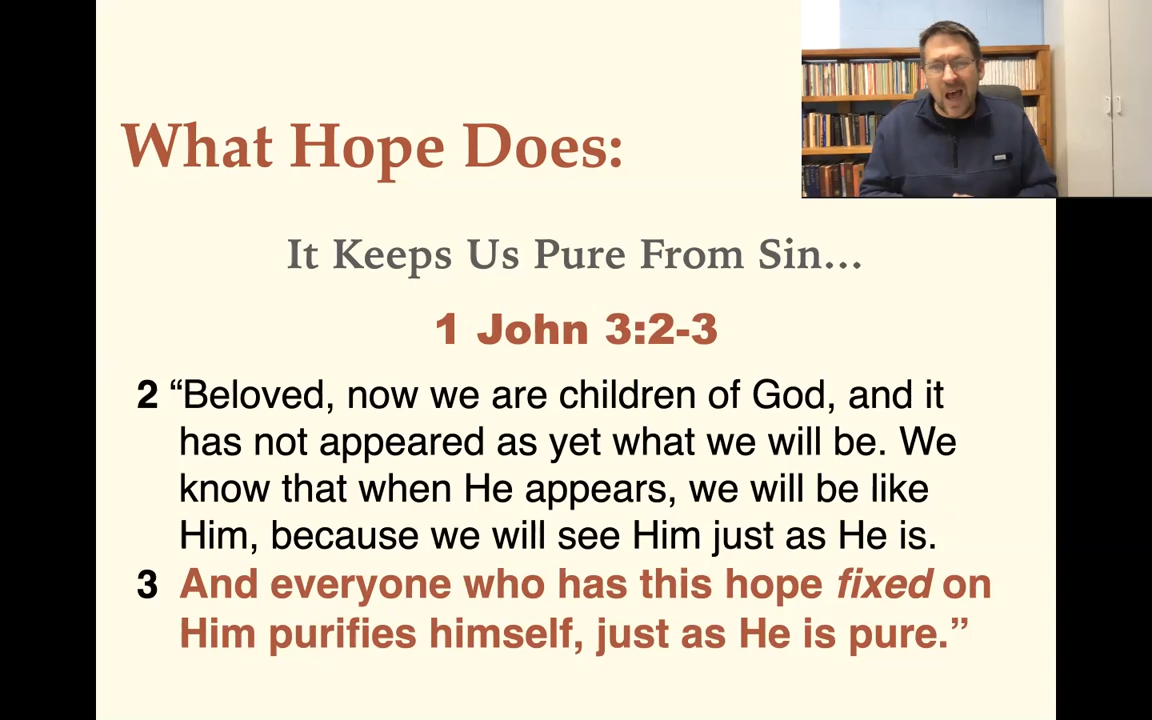 What Hope Does:
It Keeps Us Pure From Sin...
1 John 3:2-3
2 “Beloved, now we are children of God, and it
has not appeared as yet what we will be. We
know that when He appears, we will be like
Him, because we will see Him just as He is.
3 And everyone who has this hope fixed on
Him purifies himself, just as He is pure.”